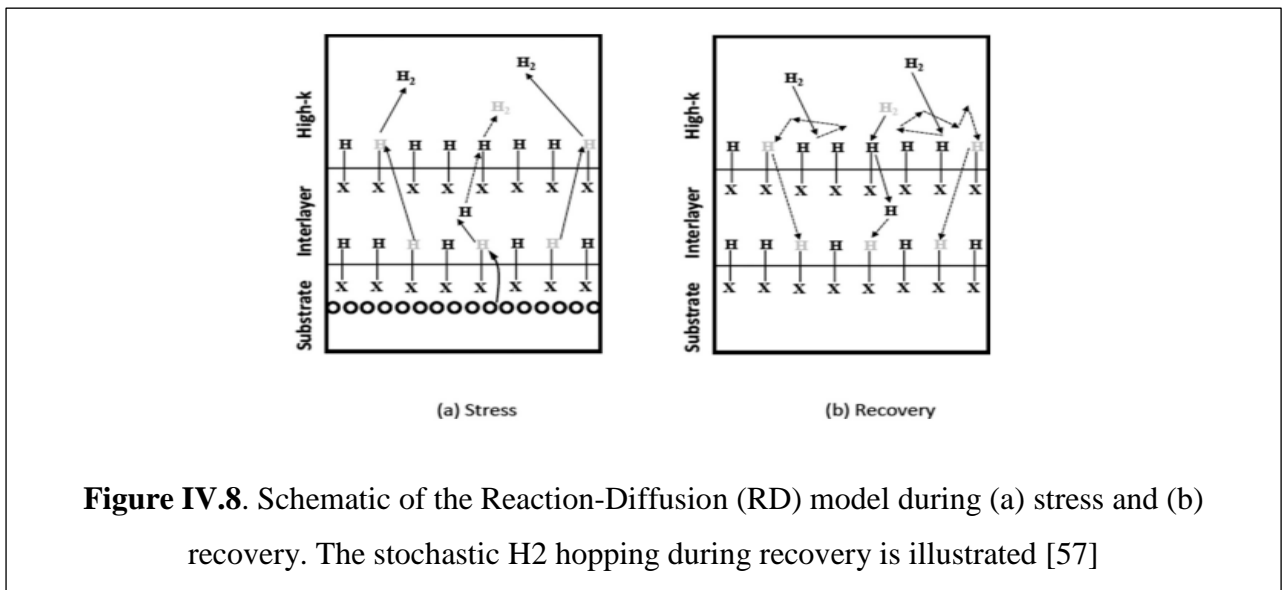 H₂ H₂
H₂
High-k
H H H H H H H H
X X X X X X X X
Interlayer
H
H H H H H H H H
X X X X X X X X
Substrate
(a) Stress
H₂ H₂
H₂
High-k
H H H H H H H H
X X X X X X X X
Interlayer
H
H H H H H H H H
X X X X X X X X
Substrate
(b) Recovery
Figure IV.8. Schematic of the Reaction-Diffusion (RD) model during (a) stress and (b)
recovery. The stochastic H2 hopping during recovery is illustrated [57]